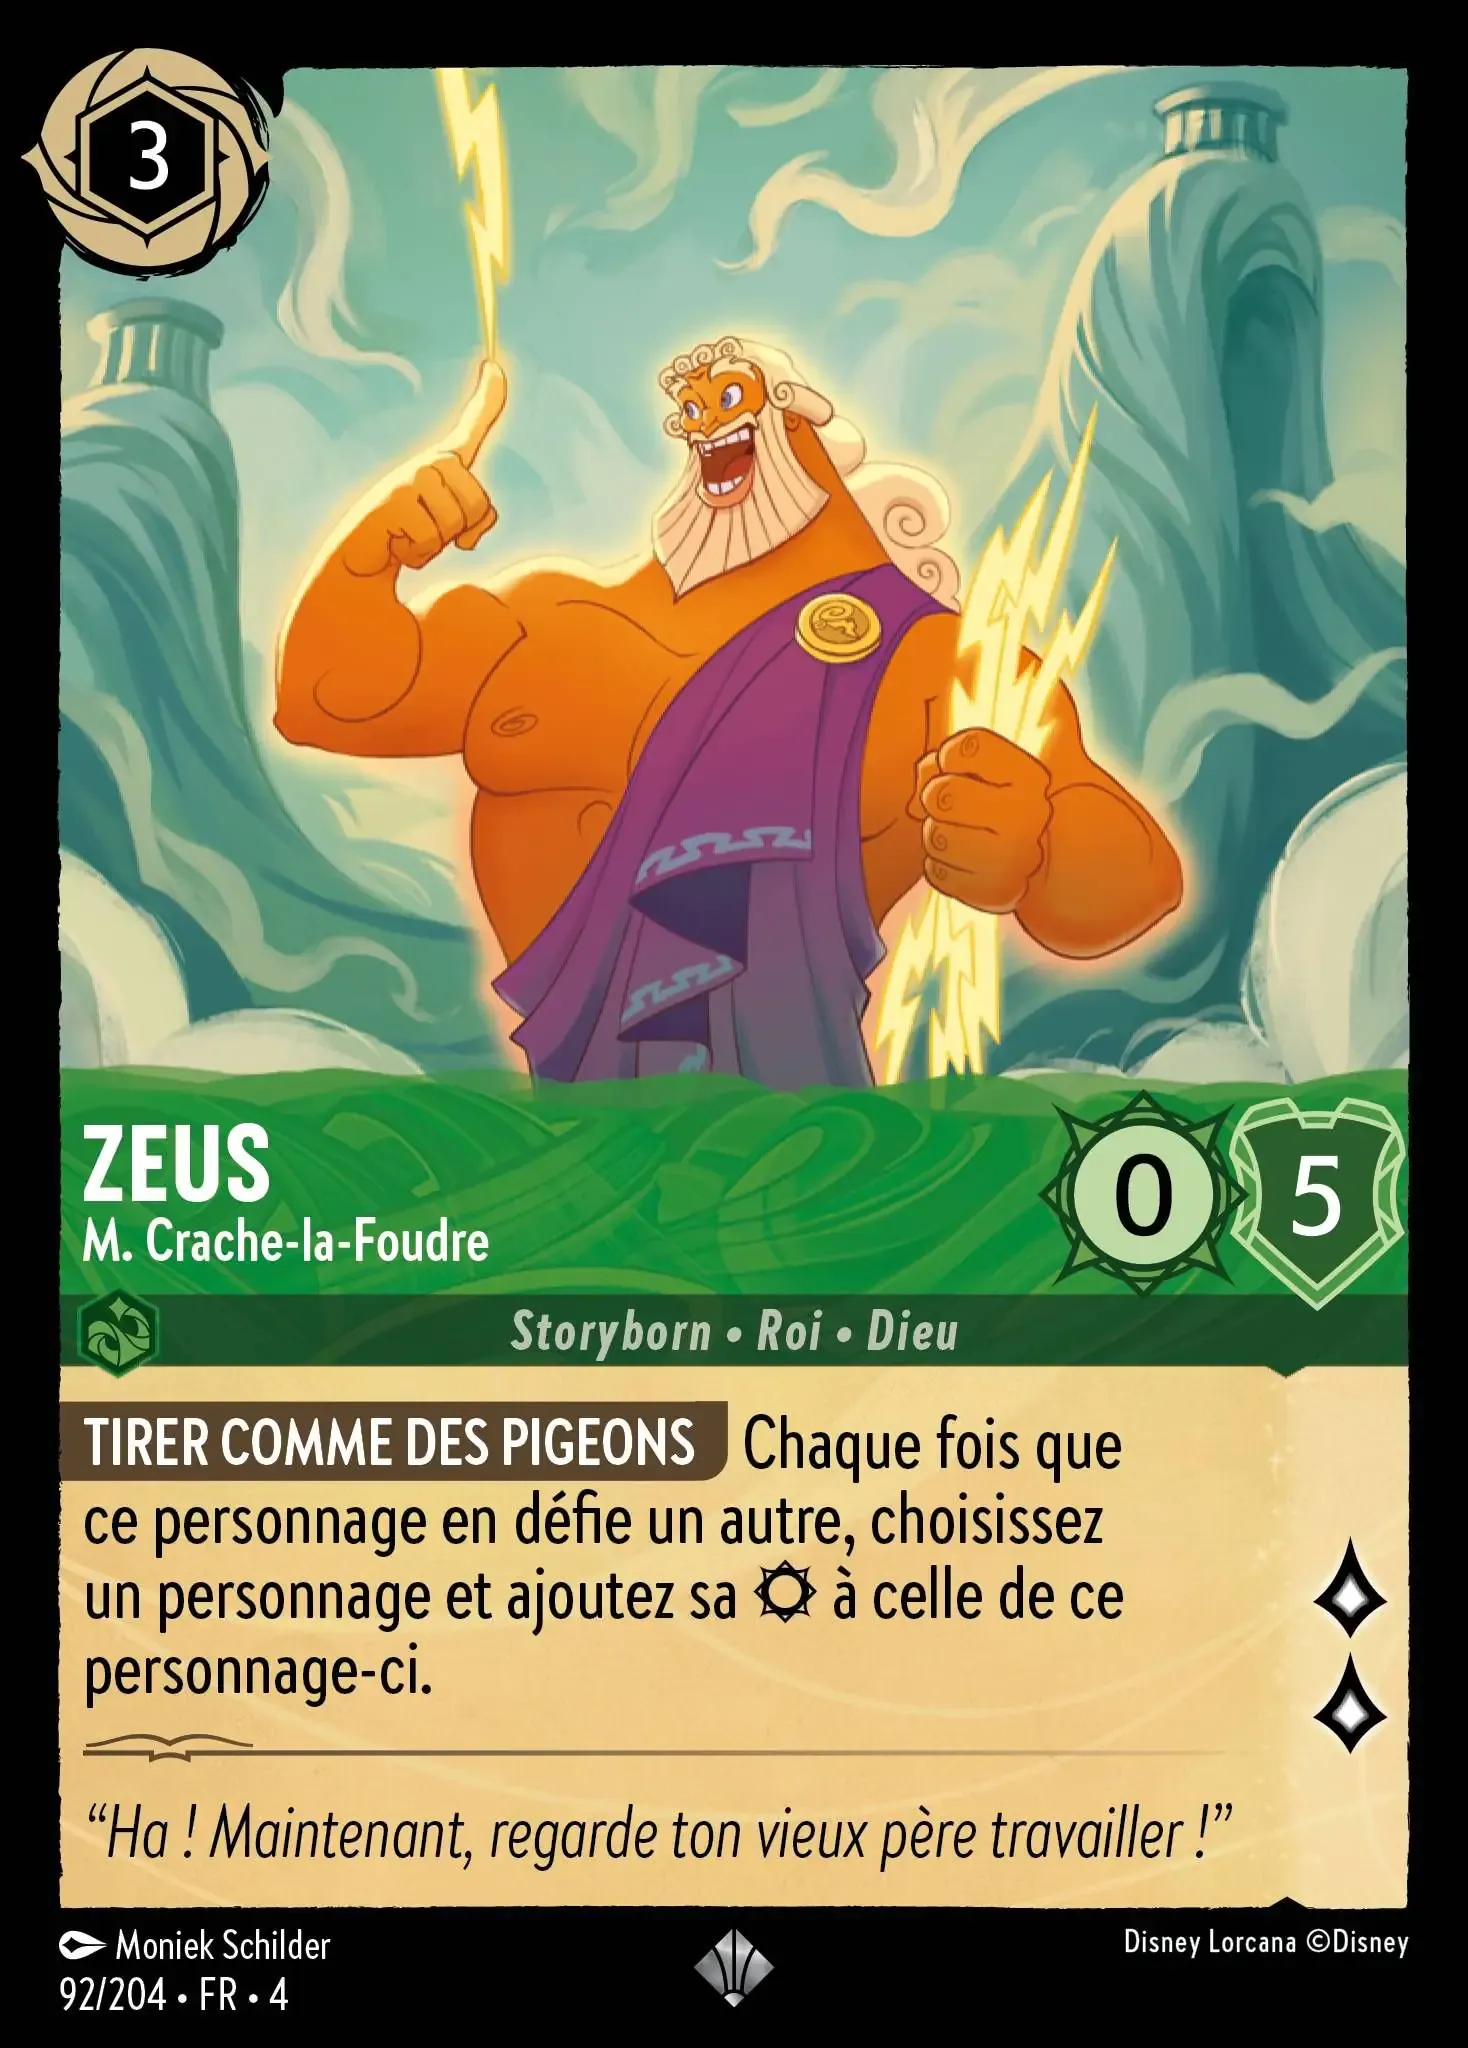 3
ZEUS
M. Crache-la-Foudre
0
5
Storyborn • Roi • Dieu
TIRER COMME DES PIGEONS Chaque fois que
ce personnage en défie un autre, choisissez
un personnage et ajoutez sa à celle de ce
personnage-ci.
“Ha ! Maintenant, regarde ton vieux père travailler !”
Moniek Schilder
Disney Lorcana ©Disney
92/204 • FR • 4